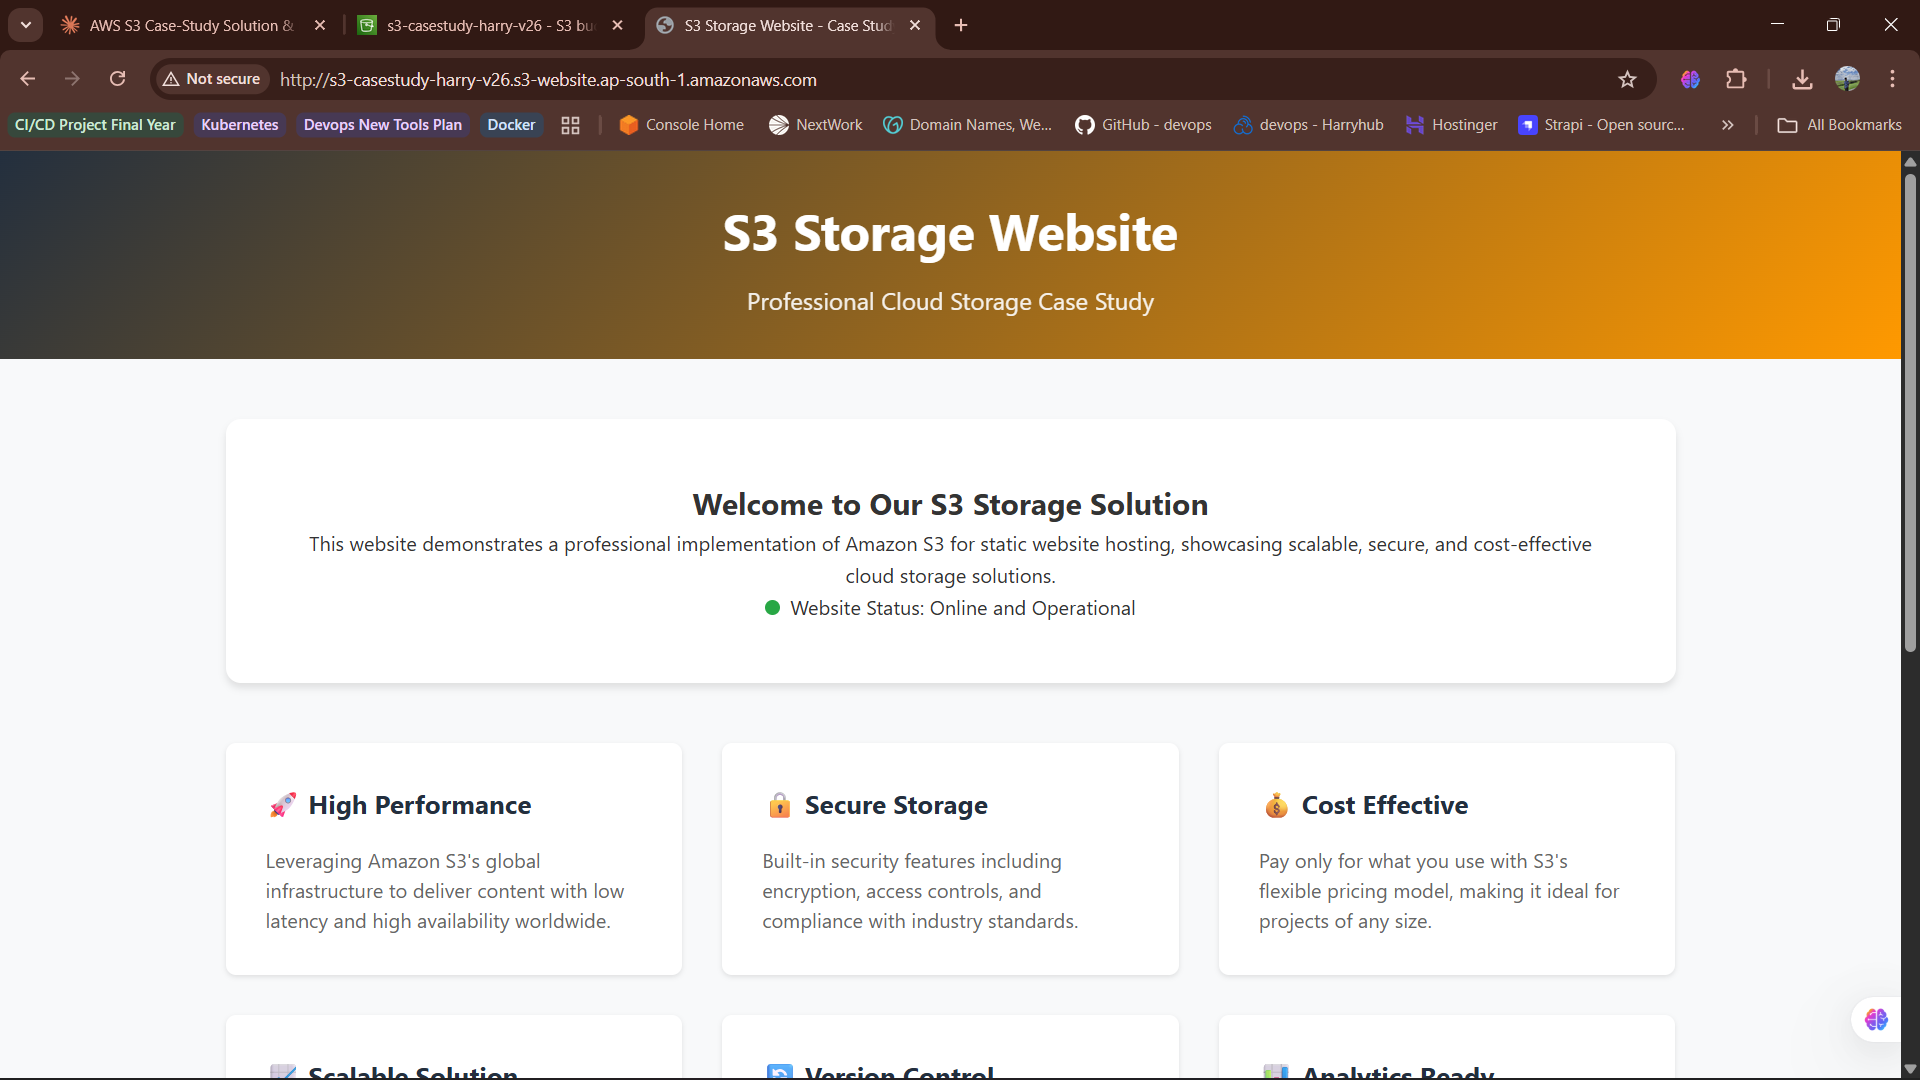 AWS S3 Case-Study Solution &
s3-casestudy-harry-v26 - S3 bu
S3 Storage Website - Case Stud
Not secure
http://s3-casestudy-harry-v26.s3-website.ap-south-1.amazonaws.com
CI/CD Project Final Year
Kubernetes
Devops New Tools Plan
Docker
Console Home
NextWork
Domain Names, We...
GitHub - devops
devops - Harryhub
Hostinger
Strapi - Open sourc...
All Bookmarks
S3 Storage Website
Professional Cloud Storage Case Study
Welcome to Our S3 Storage Solution
This website demonstrates a professional implementation of Amazon S3 for static website hosting, showcasing scalable, secure, and cost-effective
cloud storage solutions.
Website Status: Online and Operational
High Performance
Leveraging Amazon S3's global
infrastructure to deliver content with low
latency and high availability worldwide.
Secure Storage
Built-in security features including
encryption, access controls, and
compliance with industry standards.
Cost Effective
Pay only for what you use with S3's
flexible pricing model, making it ideal for
projects of any size.
Scalable Solution
Version Control
Analytics Ready